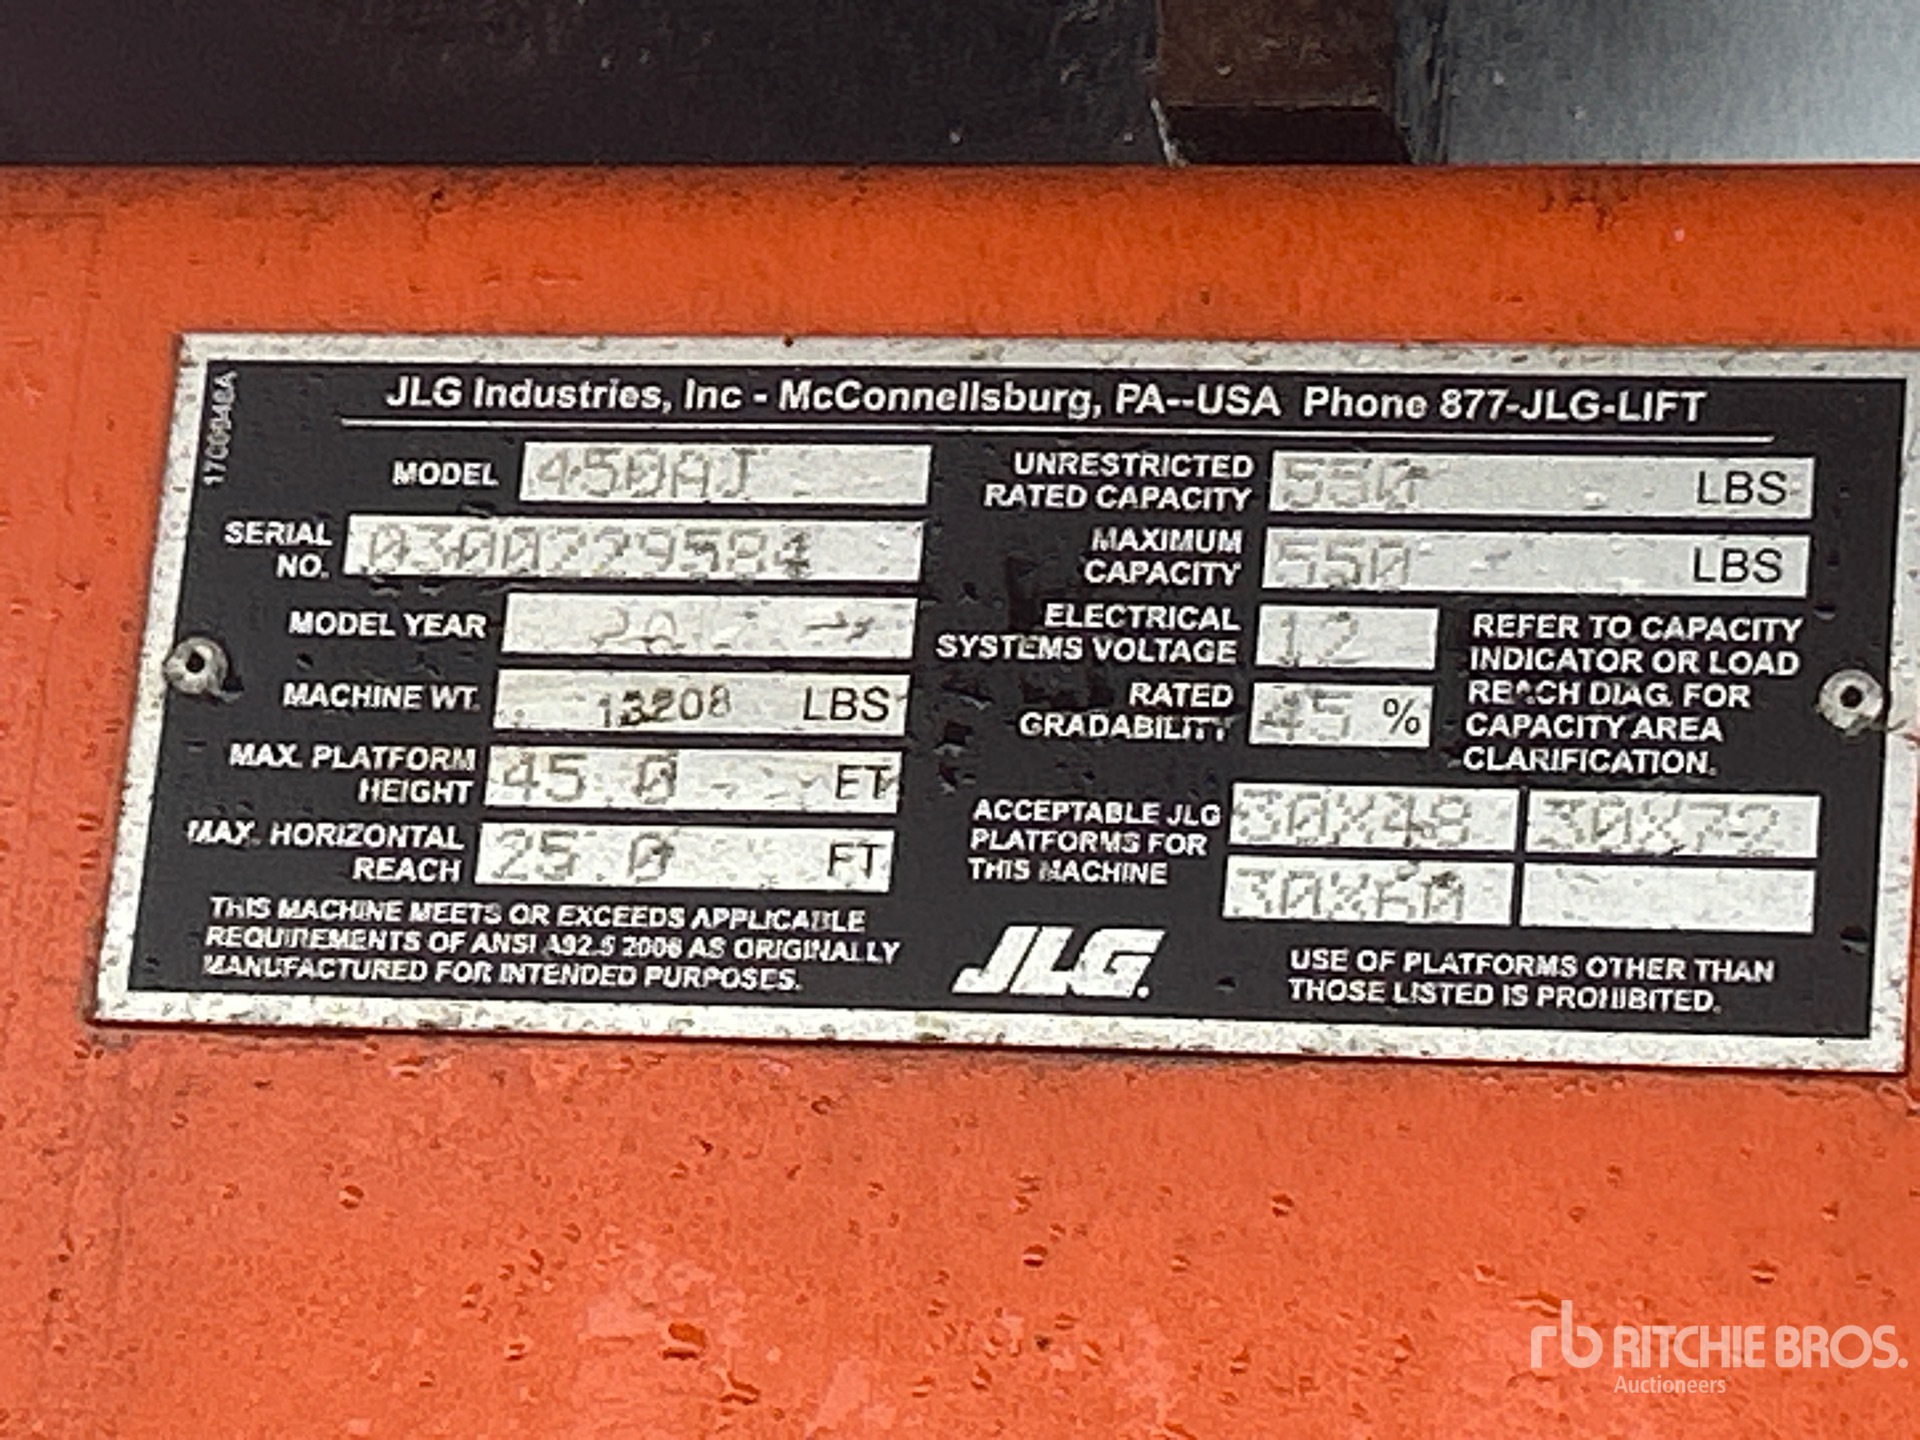 JLG Industries, Inc - McConnellsburg, PA--USA Phone 877-JLG-LIFT
MODEL 450AJ
SERIAL NO. 0300229584
MODEL YEAR
MACHINE WT. 13208 LBS
MAX. PLATFORM HEIGHT 45.0 FT
MAX. HORIZONTAL REACH 25.0 FT
THIS MACHINE MEETS OR EXCEEDS APPLICABLE
REQUIREMENTS OF ANSI A92.5 2006 AS ORIGINALLY
MANUFACTURED FOR INTENDED PURPOSES.
UNRESTRICTED RATED CAPACITY 550 LBS
MAXIMUM CAPACITY 550 LBS
ELECTRICAL SYSTEMS VOLTAGE 12
RATED GRADABILITY 45 %
REFER TO CAPACITY
INDICATOR OR LOAD
REACH DIAG. FOR
CAPACITY AREA
CLARIFICATION.
ACCEPTABLE JLG
PLATFORMS FOR
THIS MACHINE
30X48 30X72
30X60
JLG.
USE OF PLATFORMS OTHER THAN
THOSE LISTED IS PROHIBITED.
rb RITCHIE BROS.
Auctioneers